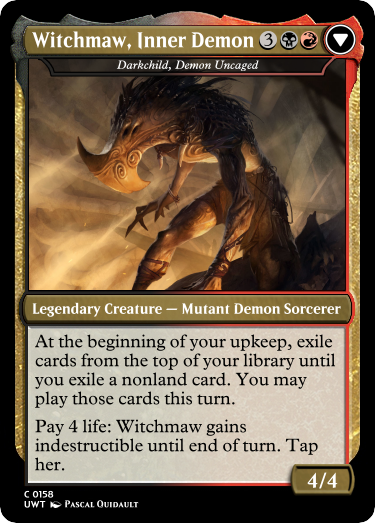 Witchmaw, Inner Demon 3
Darkchild, Demon Uncaged
Legendary Creature — Mutant Demon Sorcerer
At the beginning of your upkeep, exile
cards from the top of your library until
you exile a nonland card. You may
play those cards this turn.
Pay 4 life: Witchmaw gains
indestructible until end of turn. Tap
her.
4/4
C 0158
UWT Pascal Quidault